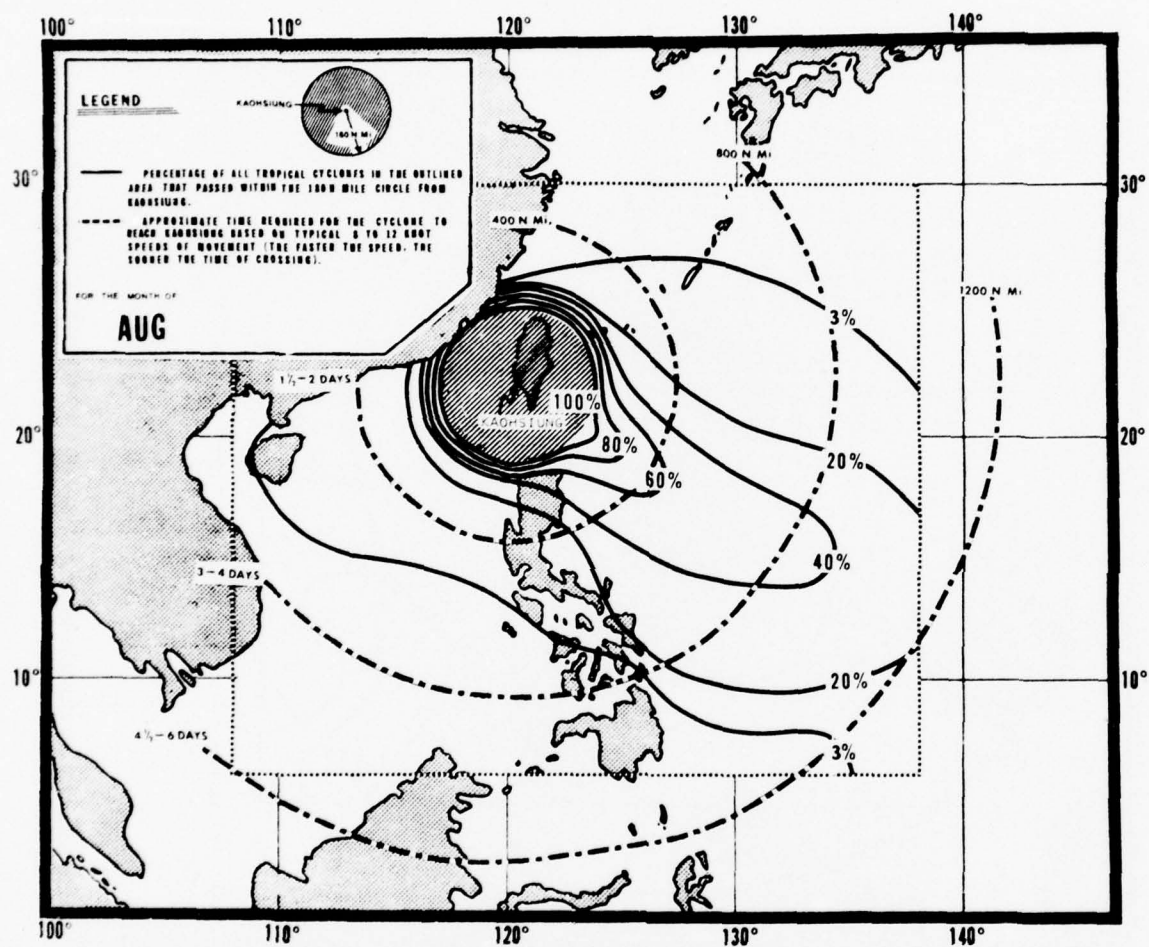 100° 110° 120° 130° 140°
LEGEND
KAOHSIUNG
180 N MI
PERCENTAGE OF ALL TROPICAL CYCLONES IN THE OUTLINED
AREA THAT PASSED WITHIN THE 180 N MILE CIRCLE FROM
KAOHSIUNG.
APPROXIMATE TIME REQUIRED FOR THE CYCLONE TO
REACH KAOHSIUNG BASED ON TYPICAL 8 TO 12 KNOT
SPEEDS OF MOVEMENT (THE FASTER THE SPEED, THE
SOONER THE TIME OF CROSSING).
FOR THE MONTH OF
AUG
800 N Mi
30° 30°
400 N Mi.
1200 N Mi
3%
1½-2 DAYS
100%
KAOHSIUNG
20° 20°
80%
20%
60%
40%
3-4 DAYS
10° 10°
20%
4½-6 DAYS
3%
100° 110° 120° 130° 140°